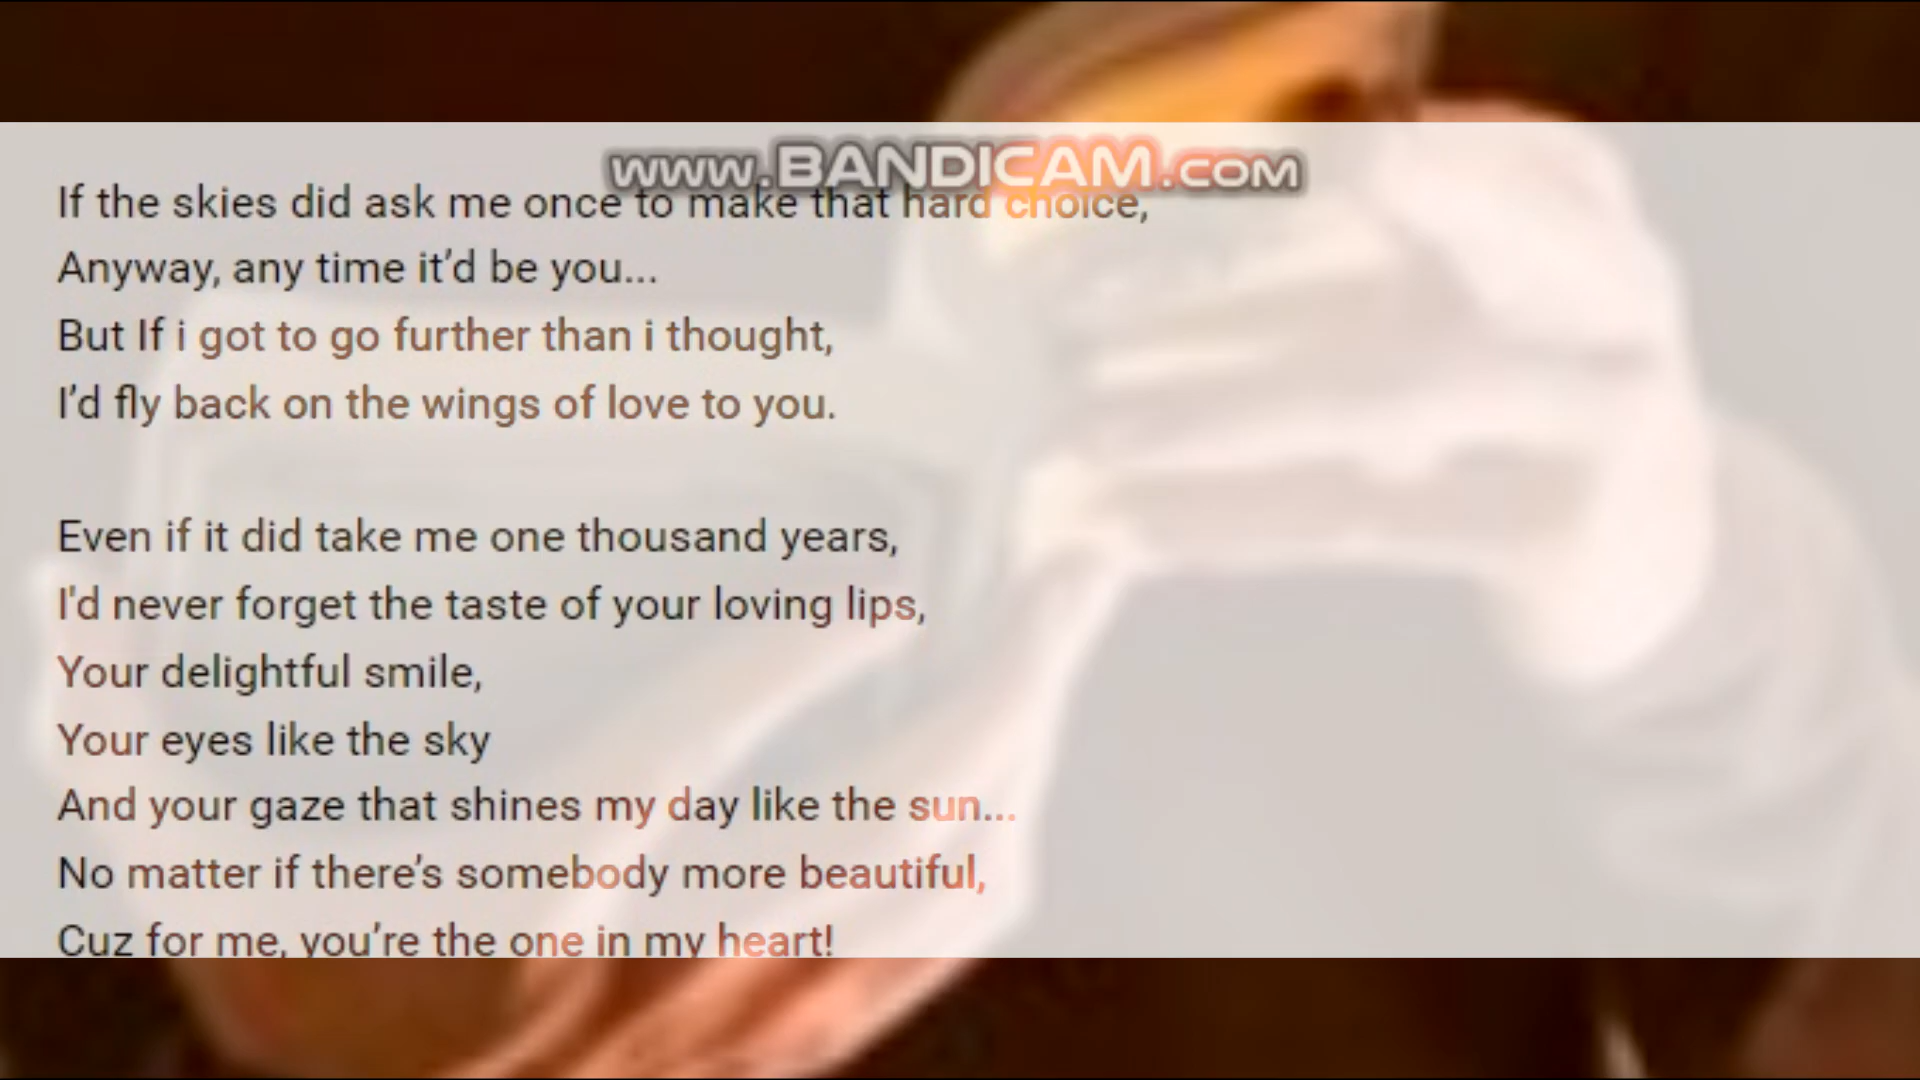 www.BANDICAM.com
If the skies did ask me once to make that hard choice,
Anyway, any time it’d be you...
But If i got to go further than i thought,
I’d fly back on the wings of love to you.
Even if it did take me one thousand years,
I'd never forget the taste of your loving lips,
Your delightful smile,
Your eyes like the sky
And your gaze that shines my day like the sun...
No matter if there’s somebody more beautiful,
Cuz for me, you’re the one in my heart!